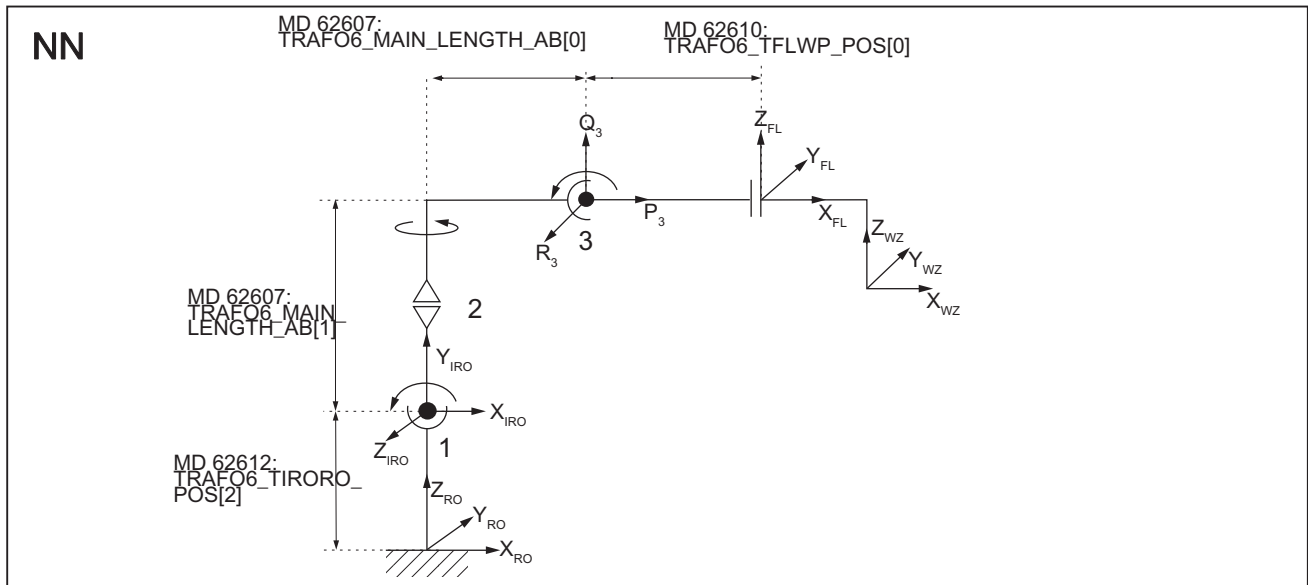 NN
MD 62607:
TRAFO6_MAIN_LENGTH_AB[0]
MD 62610:
TRAFO6_TFLWP_POS[0]
Q3
ZFL
YFL
XFL
P3
R3
3
ZWZ
YWZ
XWZ
MD 62607:
TRAFO6_MAIN_
LENGTH_AB[1]
2
YIRO
XIRO
ZIRO
1
MD 62612:
TRAFO6_TIRORO_
POS[2]
ZRO
YRO
XRO